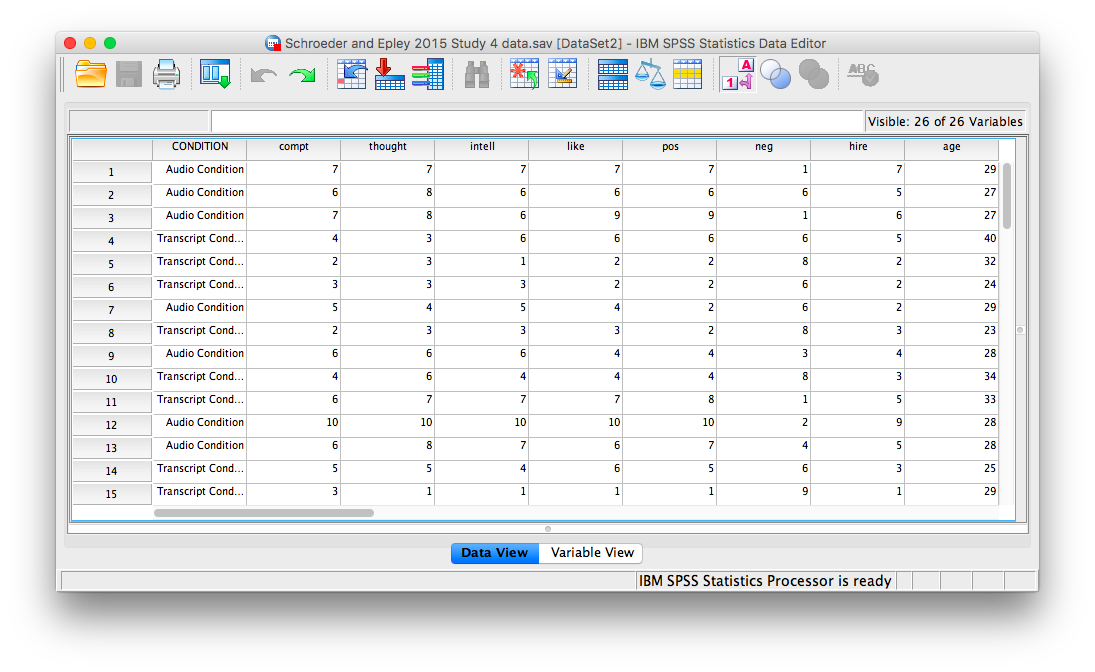 Schroeder and Epley 2015 Study 4 data.sav [DataSet2] - IBM SPSS Statistics Data Editor
A
1
ABC
Visible: 26 of 26 Variables
CONDITION compt thought intell like pos neg hire age
1 Audio Condition 7 7 7 7 7 1 7 29
2 Audio Condition 6 8 6 6 6 6 5 27
3 Audio Condition 7 8 6 9 9 1 6 27
4 Transcript Cond... 4 3 6 6 6 6 5 40
5 Transcript Cond... 2 3 1 2 2 8 2 32
6 Transcript Cond... 3 3 3 2 2 6 2 24
7 Audio Condition 5 4 5 4 2 6 2 29
8 Transcript Cond... 2 3 3 3 2 8 3 23
9 Audio Condition 6 6 6 4 4 3 4 28
10 Transcript Cond... 4 6 4 4 4 8 3 34
11 Transcript Cond... 6 7 7 7 8 1 5 33
12 Audio Condition 10 10 10 10 10 2 9 28
13 Audio Condition 6 8 7 6 7 4 5 28
14 Transcript Cond... 5 5 4 6 5 6 3 25
15 Transcript Cond... 3 1 1 1 1 9 1 29
Data View Variable View
IBM SPSS Statistics Processor is ready